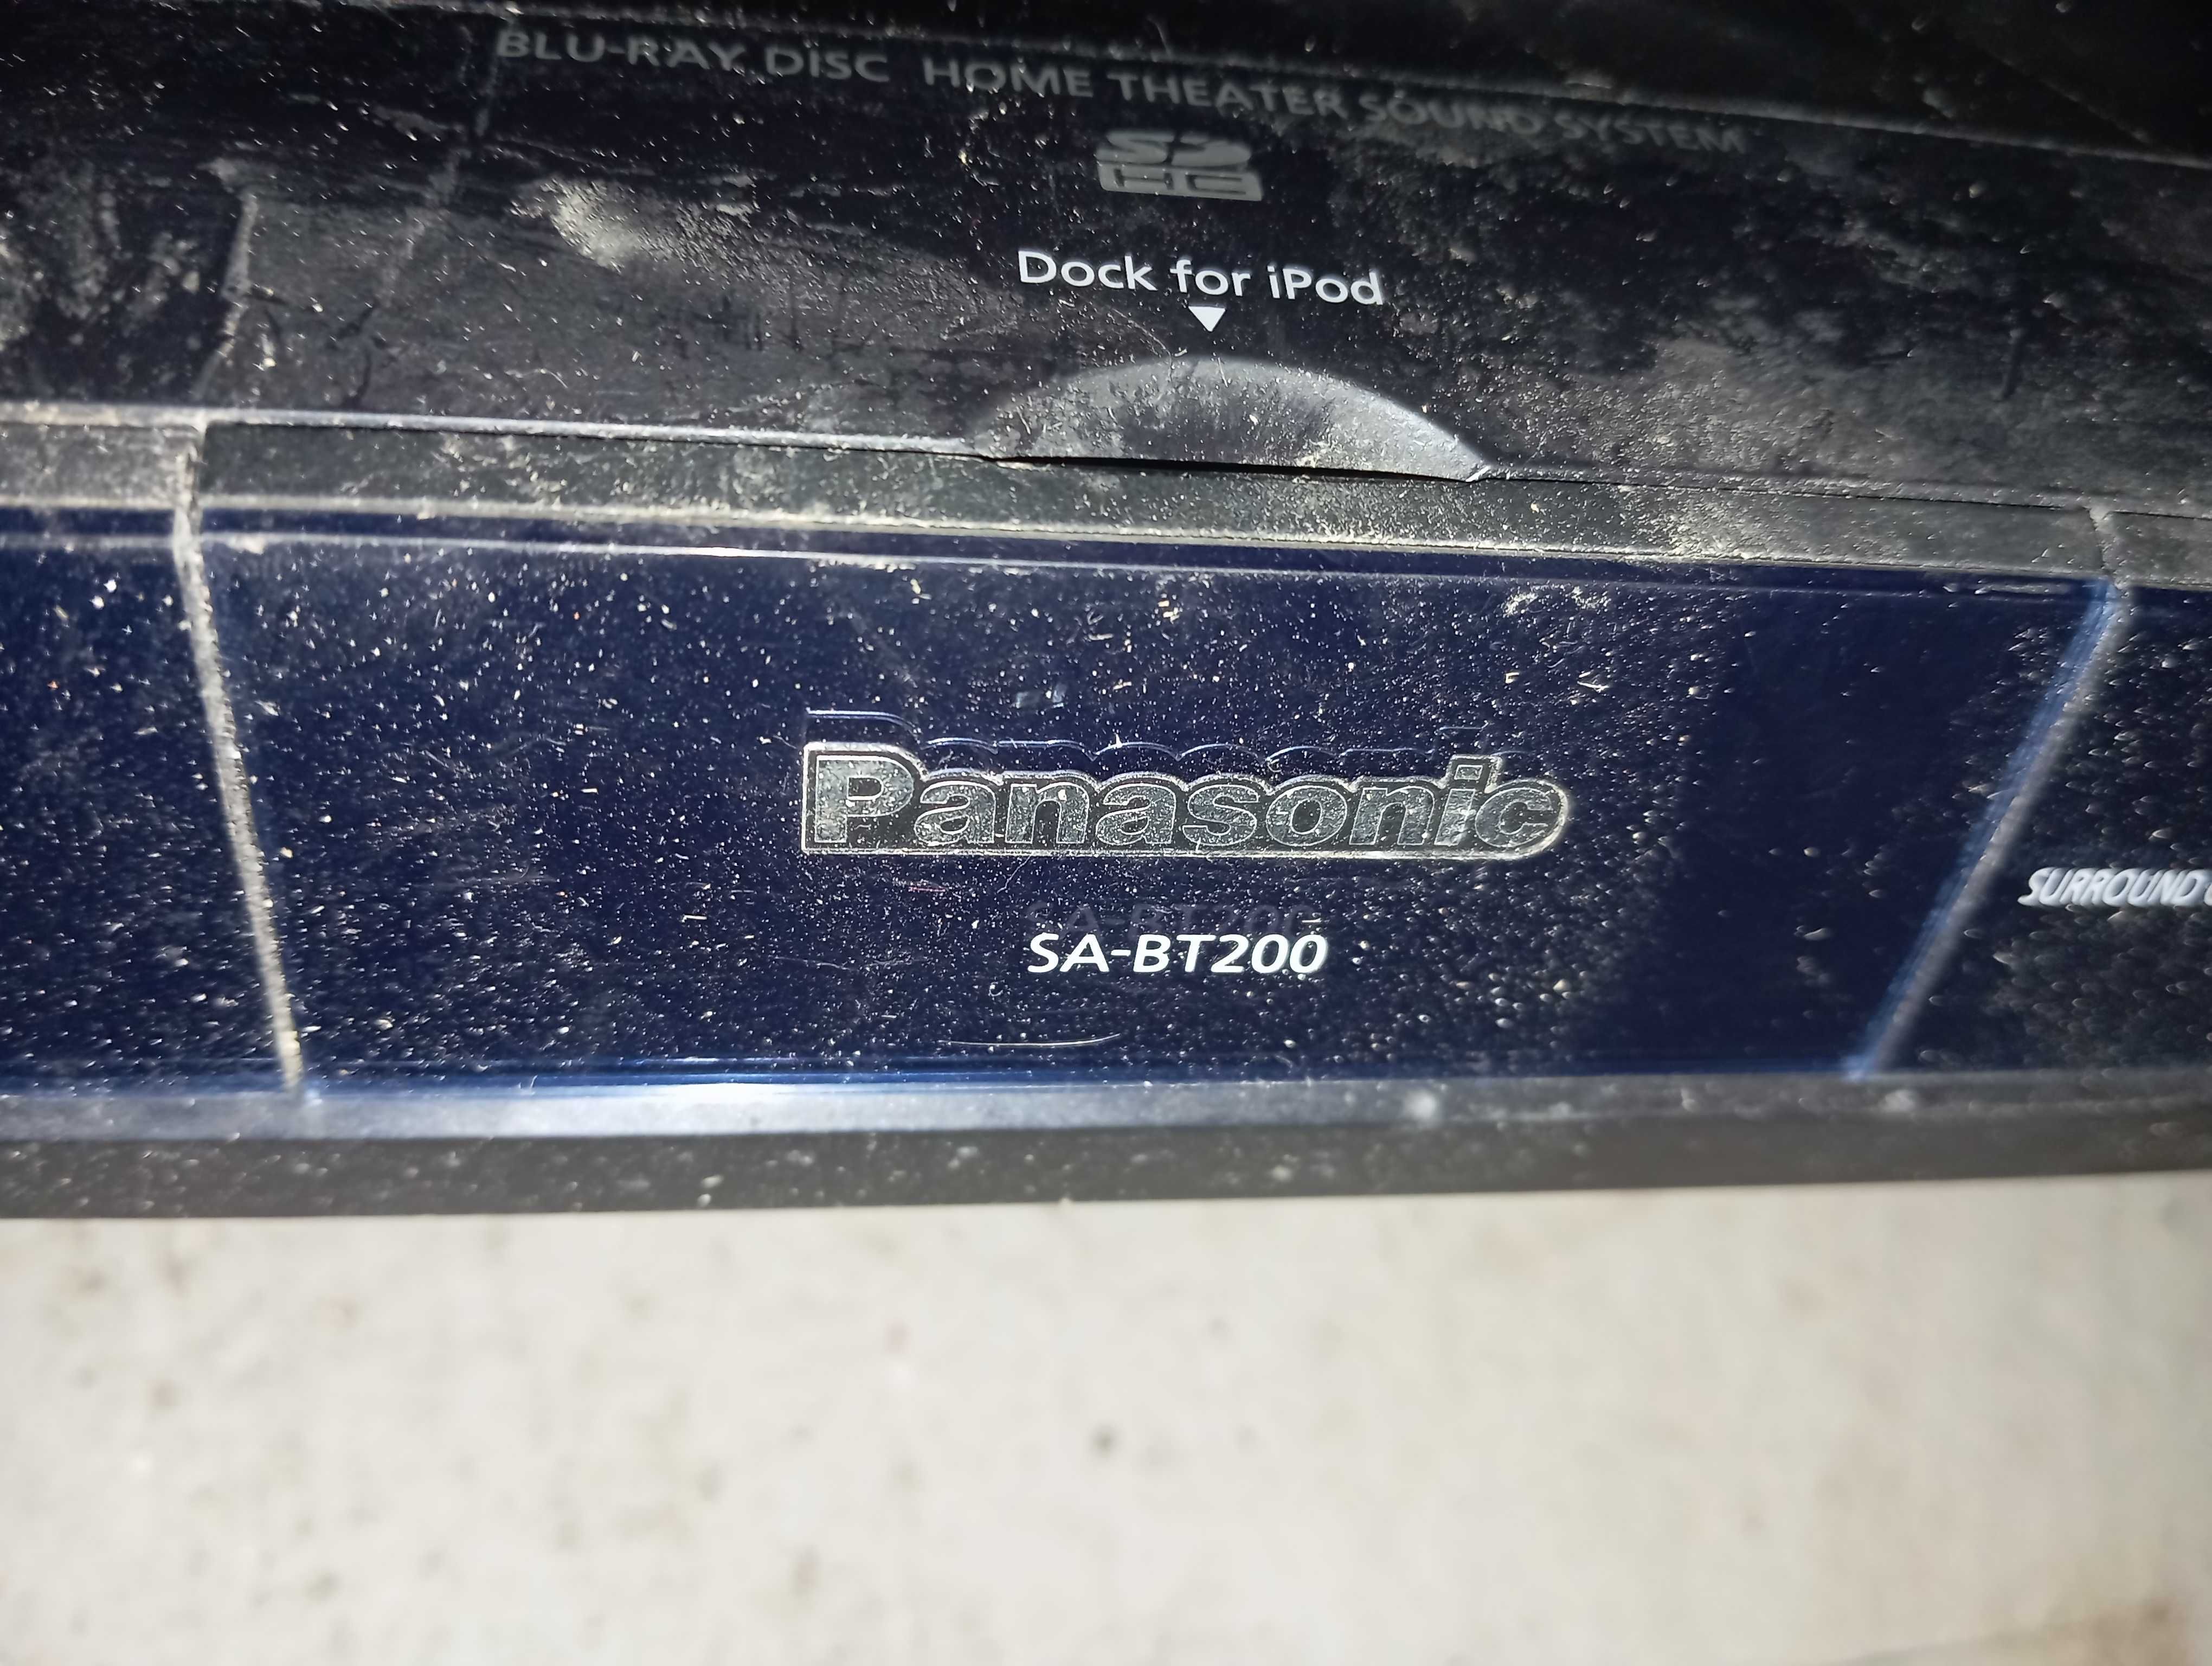 BLU-RAY DISC HOME THEATER SOUND SYSTEM
SD
HC
Dock for iPod
Panasonic
SA-BT200
SURROUND